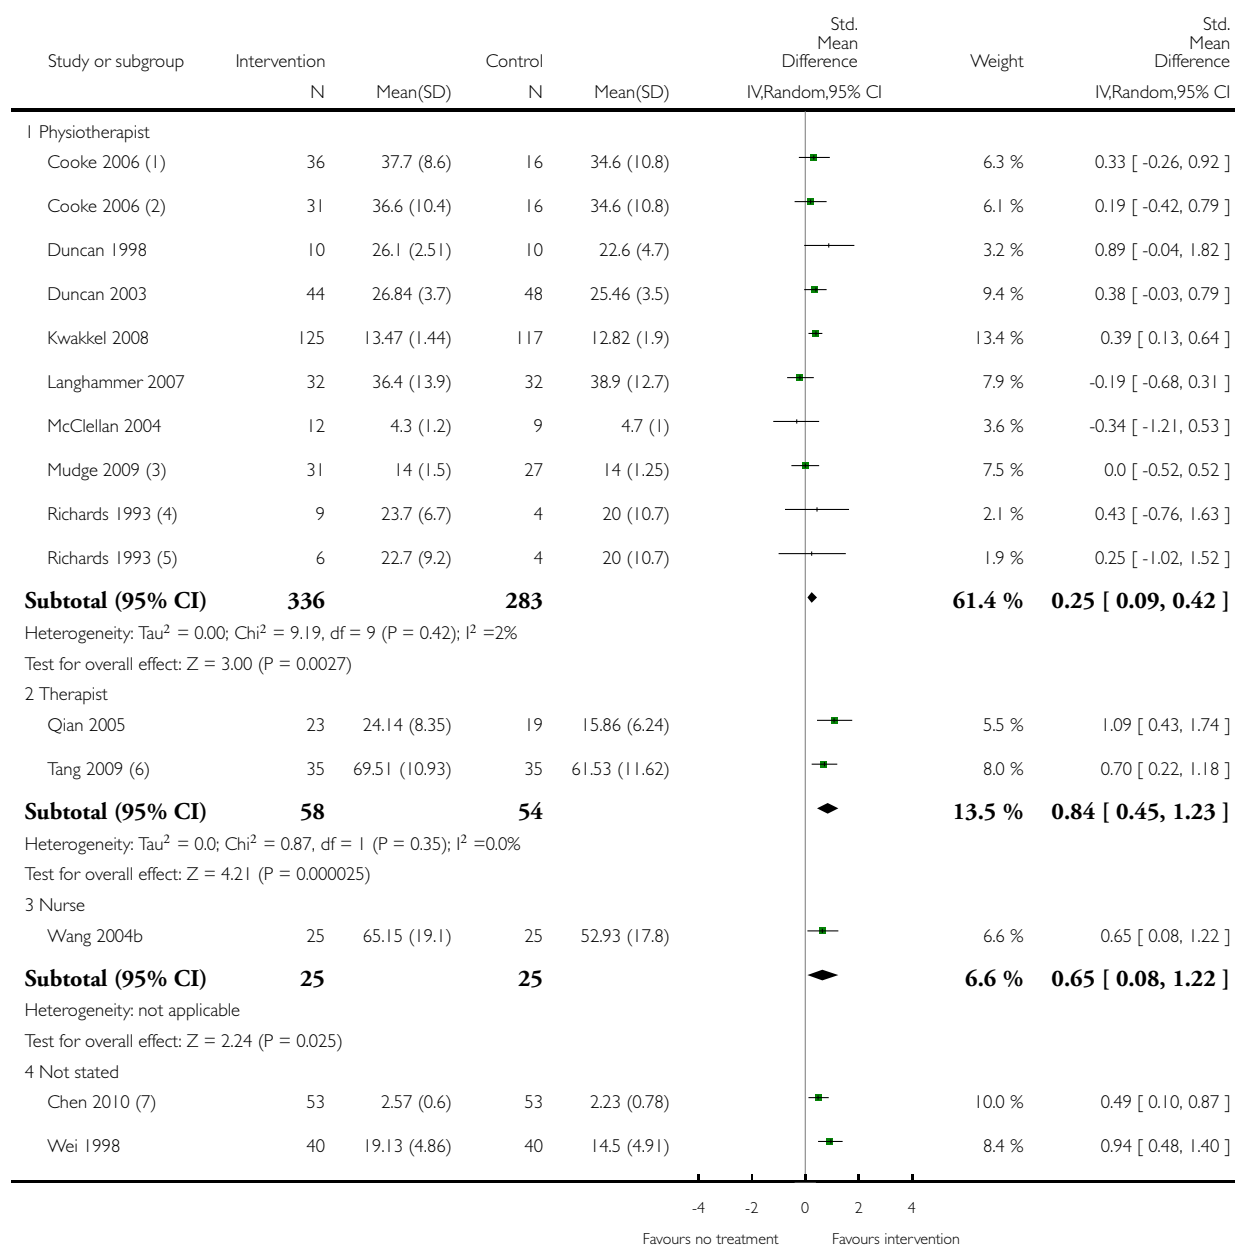 Study or subgroup Intervention Control Std. Mean Difference Weight Std. Mean Difference
N Mean(SD) N Mean(SD) IV,Random,95% CI IV,Random,95% CI
1 Physiotherapist
Cooke 2006 (1) 36 37.7 (8.6) 16 34.6 (10.8) 6.3 % 0.33 [ -0.26, 0.92 ]
Cooke 2006 (2) 31 36.6 (10.4) 16 34.6 (10.8) 6.1 % 0.19 [ -0.42, 0.79 ]
Duncan 1998 10 26.1 (2.51) 10 22.6 (4.7) 3.2 % 0.89 [ -0.04, 1.82 ]
Duncan 2003 44 26.84 (3.7) 48 25.46 (3.5) 9.4 % 0.38 [ -0.03, 0.79 ]
Kwakkel 2008 125 13.47 (1.44) 117 12.82 (1.9) 13.4 % 0.39 [ 0.13, 0.64 ]
Langhammer 2007 32 36.4 (13.9) 32 38.9 (12.7) 7.9 % -0.19 [ -0.68, 0.31 ]
McClellan 2004 12 4.3 (1.2) 9 4.7 (1) 3.6 % -0.34 [ -1.21, 0.53 ]
Mudge 2009 (3) 31 14 (1.5) 27 14 (1.25) 7.5 % 0.0 [ -0.52, 0.52 ]
Richards 1993 (4) 9 23.7 (6.7) 4 20 (10.7) 2.1 % 0.43 [ -0.76, 1.63 ]
Richards 1993 (5) 6 22.7 (9.2) 4 20 (10.7) 1.9 % 0.25 [ -1.02, 1.52 ]
Subtotal (95% CI) 336 283 61.4 % 0.25 [ 0.09, 0.42 ]
Heterogeneity: Tau² = 0.00; Chi² = 9.19, df = 9 (P = 0.42); I² =2%
Test for overall effect: Z = 3.00 (P = 0.0027)
2 Therapist
Qian 2005 23 24.14 (8.35) 19 15.86 (6.24) 5.5 % 1.09 [ 0.43, 1.74 ]
Tang 2009 (6) 35 69.51 (10.93) 35 61.53 (11.62) 8.0 % 0.70 [ 0.22, 1.18 ]
Subtotal (95% CI) 58 54 13.5 % 0.84 [ 0.45, 1.23 ]
Heterogeneity: Tau² = 0.0; Chi² = 0.87, df = 1 (P = 0.35); I² =0.0%
Test for overall effect: Z = 4.21 (P = 0.000025)
3 Nurse
Wang 2004b 25 65.15 (19.1) 25 52.93 (17.8) 6.6 % 0.65 [ 0.08, 1.22 ]
Subtotal (95% CI) 25 25 6.6 % 0.65 [ 0.08, 1.22 ]
Heterogeneity: not applicable
Test for overall effect: Z = 2.24 (P = 0.025)
4 Not stated
Chen 2010 (7) 53 2.57 (0.6) 53 2.23 (0.78) 10.0 % 0.49 [ 0.10, 0.87 ]
Wei 1998 40 19.13 (4.86) 40 14.5 (4.91) 8.4 % 0.94 [ 0.48, 1.40 ]
-4 -2 0 2 4
Favours no treatment Favours intervention